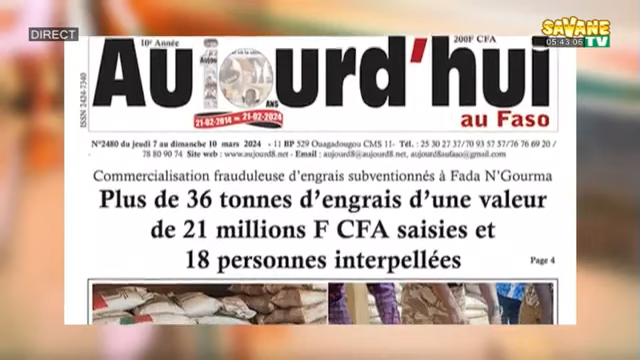 DIRECT
SAVANE
TV
05:43:05
10e Année
200F CFA
Aujourd'hui
au Faso
ANS
21-02-2014 21-02-2024
ISSN 2424-7340
N°2480 du jeudi 7 au dimanche 10 mars 2024 - 11 BP 529 Ouagadougou CMS 11- Tél. : 25 30 27 37/70 93 57 57/76 76 69 20 /
78 80 90 74 Site web : www.aujourd8.net - Email : aujourd8@aujourd8.net, aujourd8aufaso@gmail.com
Commercialisation frauduleuse d'engrais subventionnés à Fada N'Gourma
Plus de 36 tonnes d'engrais d'une valeur
de 21 millions F CFA saisies et
18 personnes interpellées
Page 4